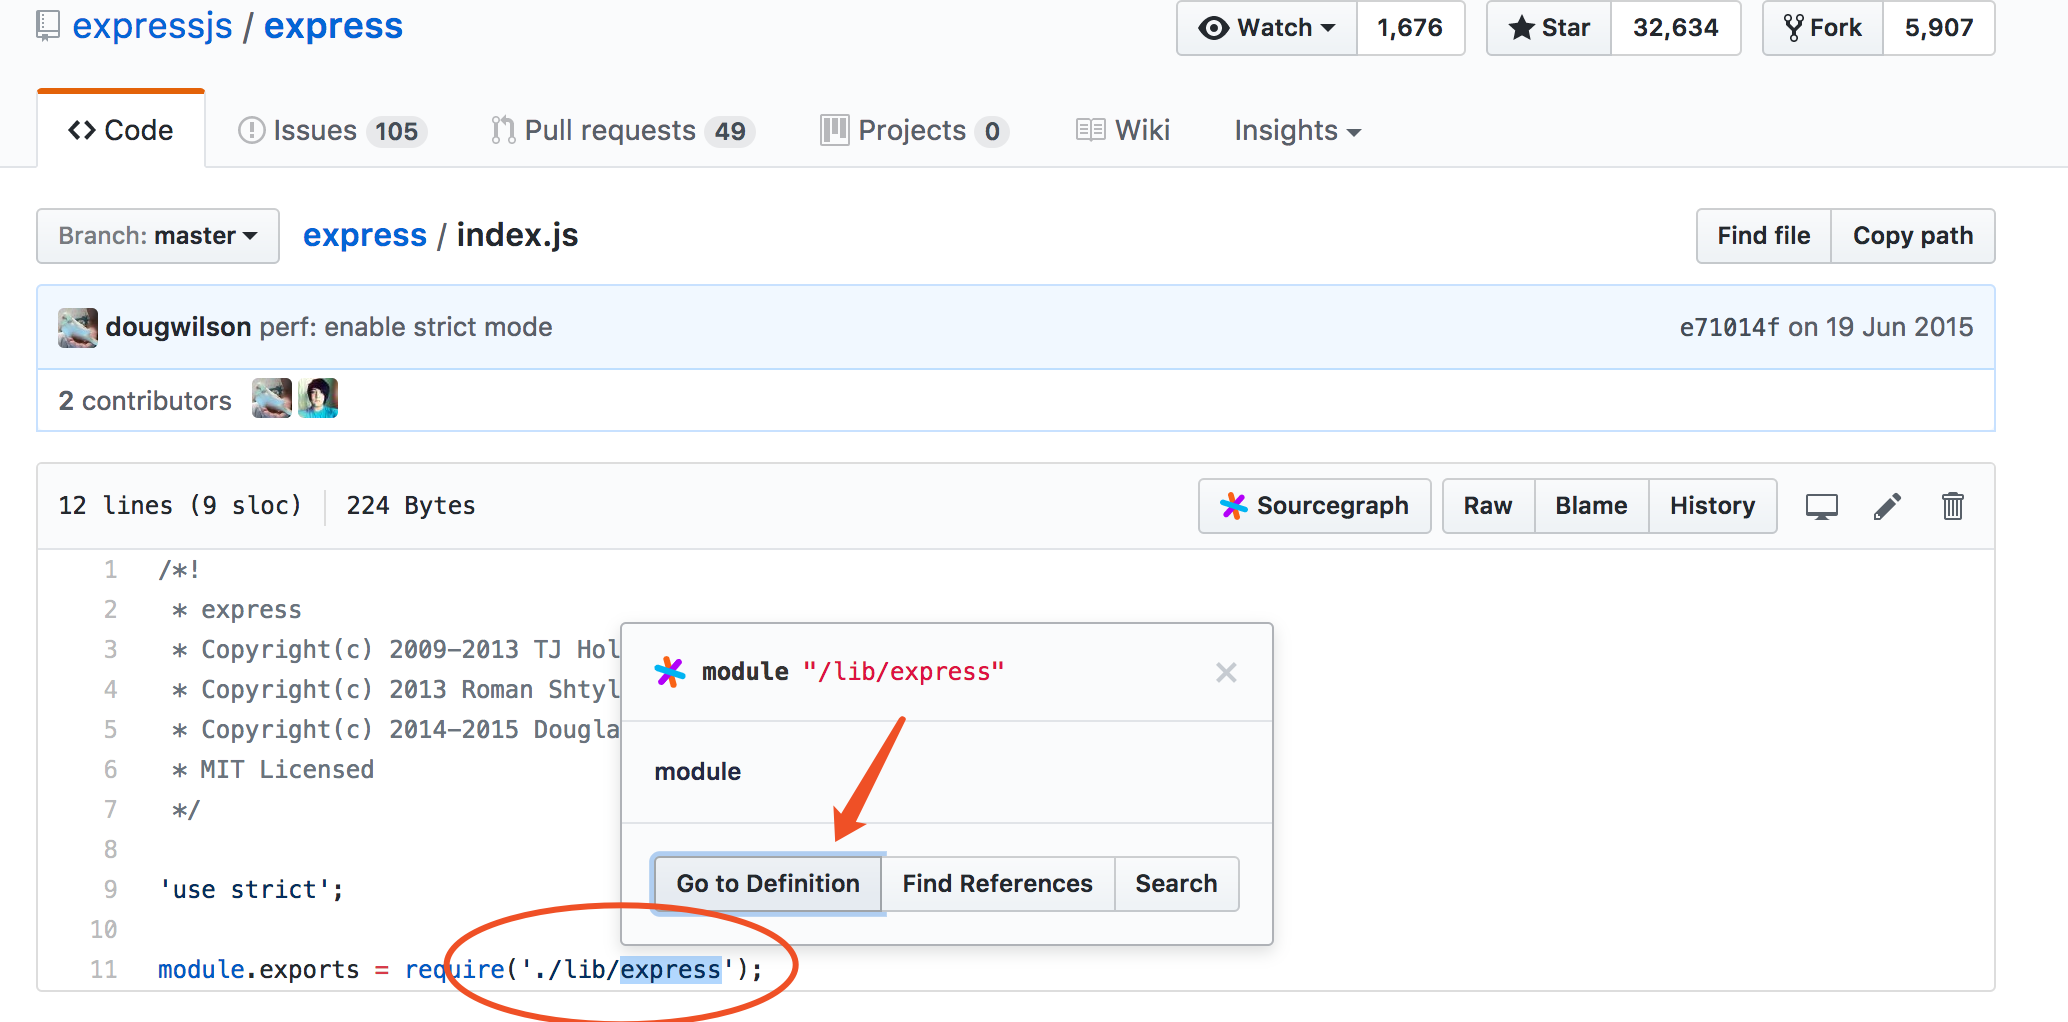 expressjs / express
Watch 1,676 Star 32,634 Fork 5,907
Code Issues 105 Pull requests 49 Projects 0 Wiki Insights
Branch: master express / index.js Find file Copy path
dougwilson perf: enable strict mode e71014f on 19 Jun 2015
2 contributors
12 lines (9 sloc) 224 Bytes Sourcegraph Raw Blame History
1 /*!
2 * express
3 * Copyright(c) 2009-2013 TJ Hol
4 * Copyright(c) 2013 Roman Shtyl
5 * Copyright(c) 2014-2015 Dougla
6 * MIT Licensed
7 */
8
9 'use strict';
10
11 module.exports = require('./lib/express');
module "/lib/express"
module
Go to Definition Find References Search